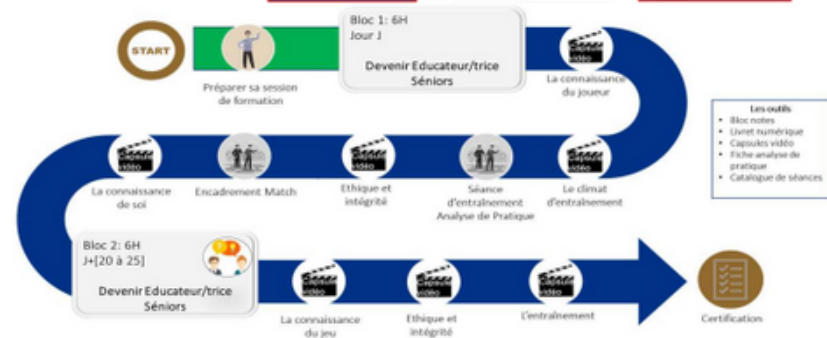 START
Préparer sa session
de formation
Bloc 1: 6H
Jour J
Devenir Educateur/trice
Séniors
Capsule
vidéo
La connaissance
du joueur
Les outils
• Bloc notes
• Livret numérique
• Capsules vidéo
• Fiche analyse de
pratique
• Catalogue de séances
Capsule
vidéo
La connaissance
de soi
Encadrement Match
Capsule
vidéo
Ethique et
intégrité
Séance
d'entraînement
Analyse de Pratique
Capsule
vidéo
Le climat
d'entraînement
Bloc 2: 6H
J+[20 à 25]
Devenir Educateur/trice
Séniors
Capsule
vidéo
La connaissance
du jeu
Capsule
vidéo
Ethique et
intégrité
Capsule
vidéo
L'entraînement
Certification